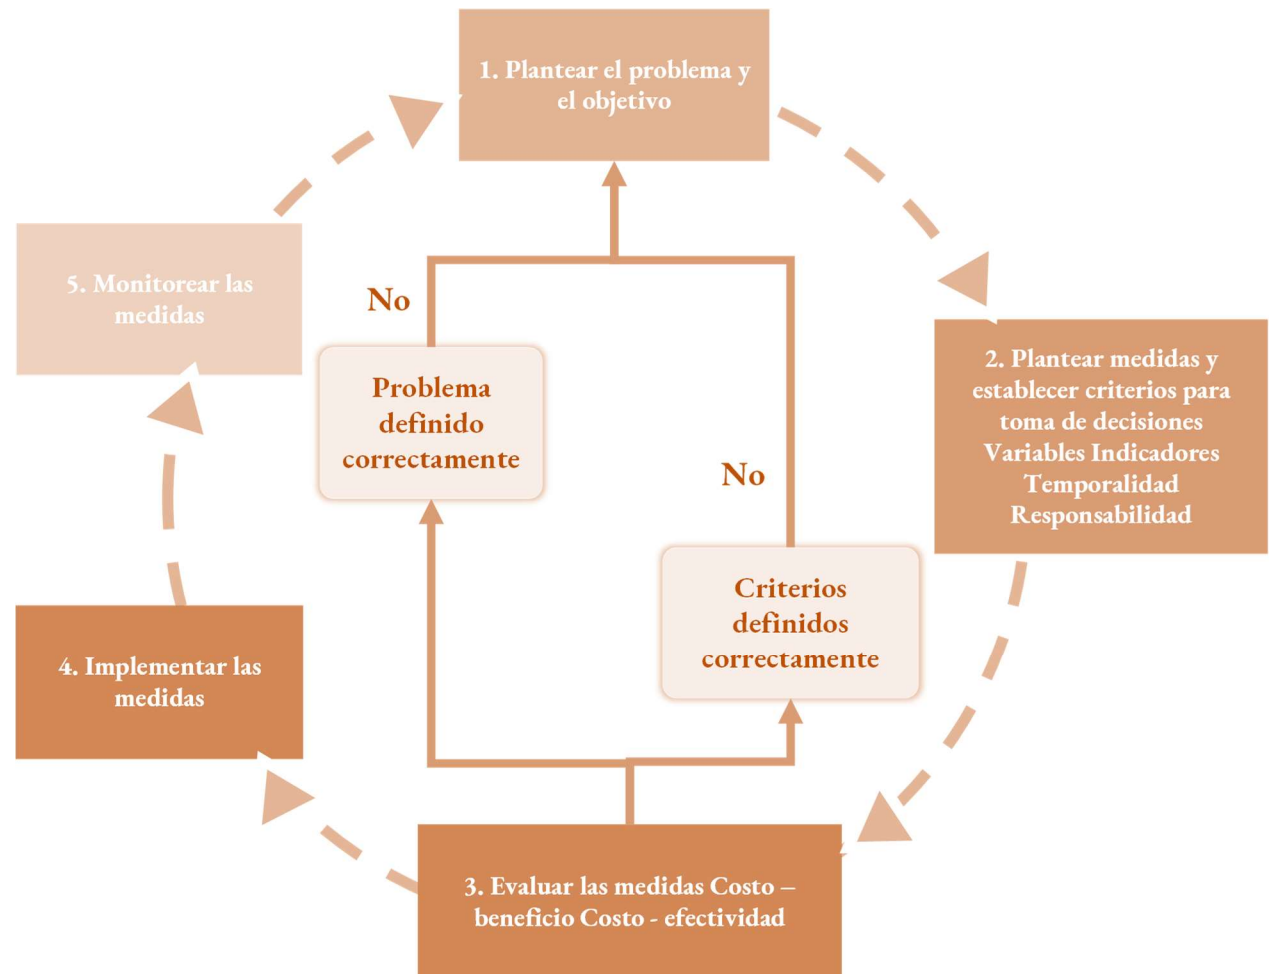 1. Plantear el problema y
el objetivo
5. Monitorear las
medidas
No
Problema
definido
correctamente
2. Plantear medidas y
establecer criterios para
toma de decisiones
Variables Indicadores
Temporalidad
Responsabilidad
No
Criterios
definidos
correctamente
4. Implementar las
medidas
3. Evaluar las medidas Costo –
beneficio Costo - efectividad